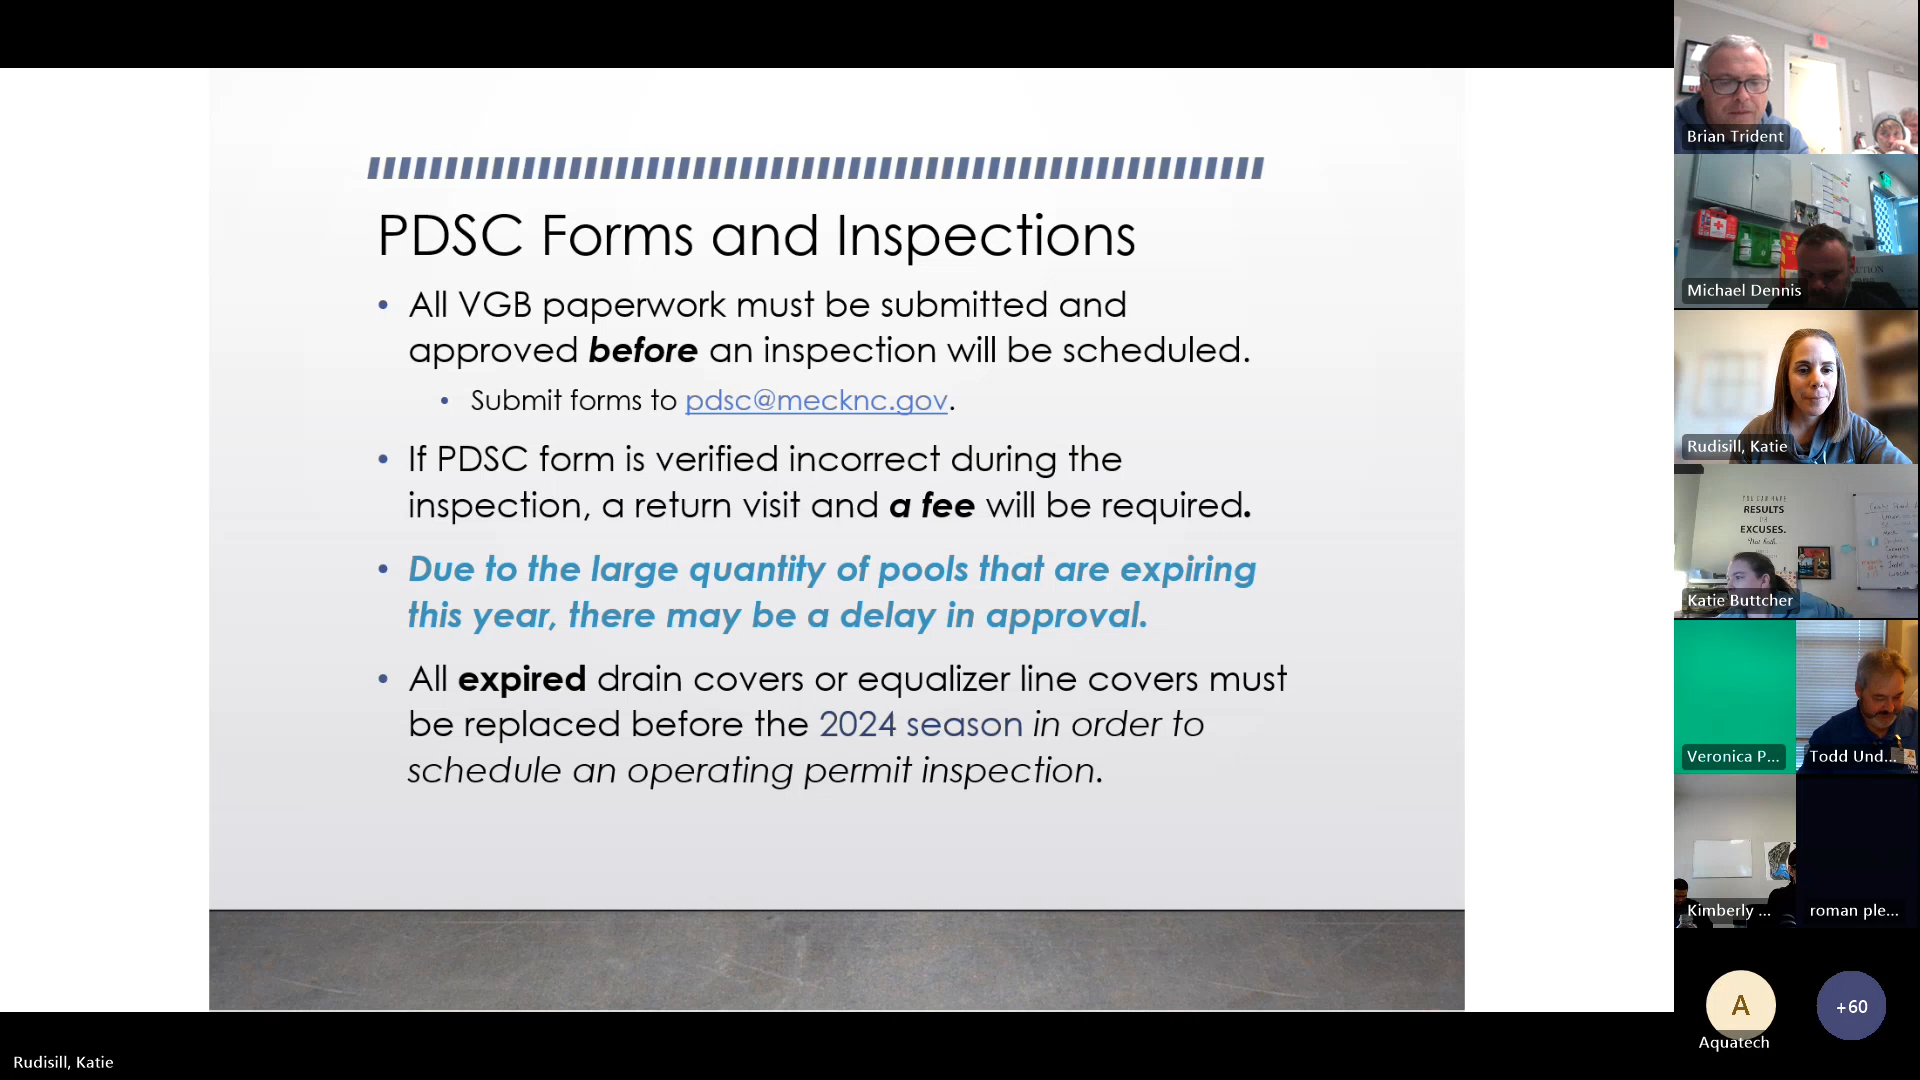 PDSC Forms and Inspections
• All VGB paperwork must be submitted and
approved before an inspection will be scheduled.
• Submit forms to pdsc@mecknc.gov.
• If PDSC form is verified incorrect during the
inspection, a return visit and a fee will be required.
• Due to the large quantity of pools that are expiring
this year, there may be a delay in approval.
• All expired drain covers or equalizer line covers must
be replaced before the 2024 season in order to
schedule an operating permit inspection.
Rudisill, Katie
Brian Trident
Michael Dennis
Rudisill, Katie
YOU CAN HAVE
RESULTS
EXCUSES.
Not both.
Katie Buttcher
Veronica P...
Todd Und...
Kimberly ...
roman ple...
A
Aquatech
+60